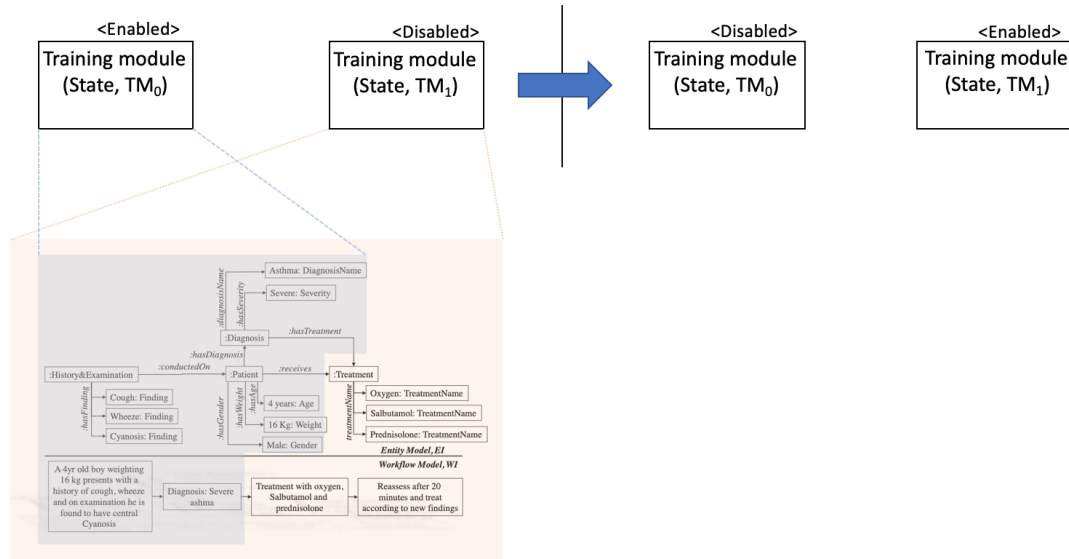 <Enabled>
Training module
(State, TM₀)
<Disabled>
Training module
(State, TM₁)
<Disabled>
Training module
(State, TM₀)
<Enabled>
Training module
(State, TM₁)
Asthma: DiagnosisName
Severe: Severity
:diagnosisName
:hasSeverity
:Diagnosis
:hasTreatment
:hasDiagnosis
:History&Examination
:conductedOn
:Patient
:receives
:Treatment
:hasFinding
Cough: Finding
Wheeze: Finding
Cyanosis: Finding
:hasGender
:hasWeight
:hasAge
4 years: Age
16 Kg: Weight
Male: Gender
treatmentName
Oxygen: TreatmentName
Salbutamol: TreatmentName
Prednisolone: TreatmentName
Entity Model, EI
Workflow Model, WI
A 4yr old boy weighting
16 kg presents with a
history of cough, wheeze
and on examination he is
found to have central
Cyanosis
Diagnosis: Severe
ashma
Treatment with oxygen,
Salbutamol and
prednisolone
Reassess after 20
minutes and treat
according to new findings